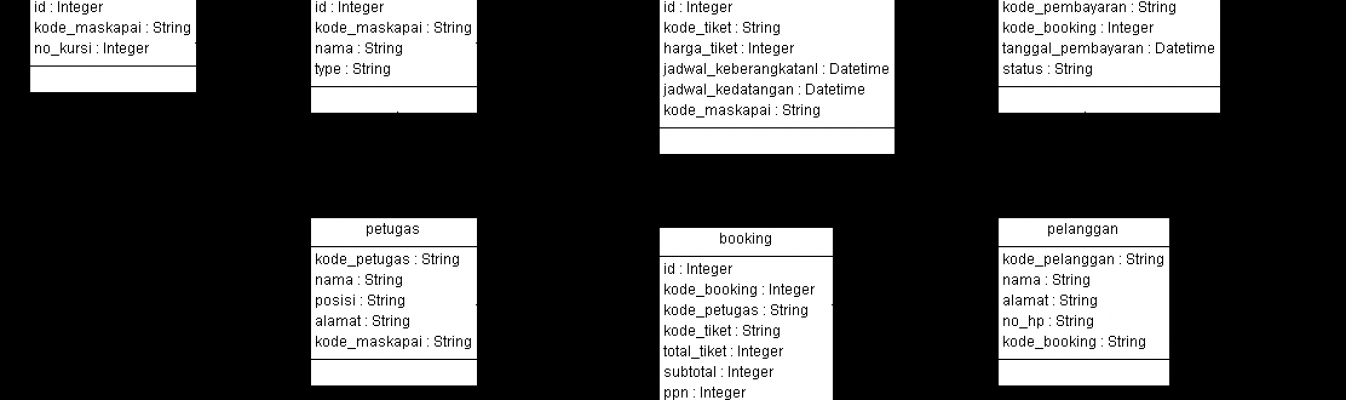 id : Integer
kode_maskapai : String
no_kursi : Integer
id : Integer
kode_maskapai : String
nama : String
type : String
id : Integer
kode_tiket : String
harga_tiket : Integer
jadwal_keberangkatanl : Datetime
jadwal_kedatangan : Datetime
kode_maskapai : String
kode_pembayaran : String
kode_booking : Integer
tanggal_pembayaran : Datetime
status : String
petugas
kode_petugas : String
nama : String
posisi : String
alamat : String
kode_maskapai : String
booking
id : Integer
kode_booking : Integer
kode_petugas : String
kode_tiket : String
total_tiket : Integer
subtotal : Integer
ppn : Integer
pelanggan
kode_pelanggan : String
nama : String
alamat : String
no_hp : String
kode_booking : String